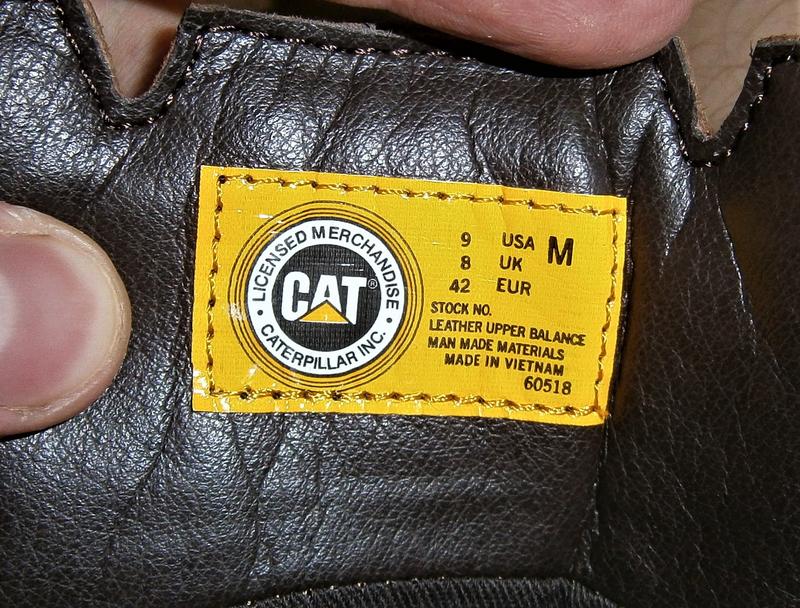 LICENSED MERCHANDISE
CAT®
CATERPILLAR INC.
9 USA M
8 UK
42 EUR
STOCK NO.
LEATHER UPPER BALANCE
MAN MADE MATERIALS
MADE IN VIETNAM
60518